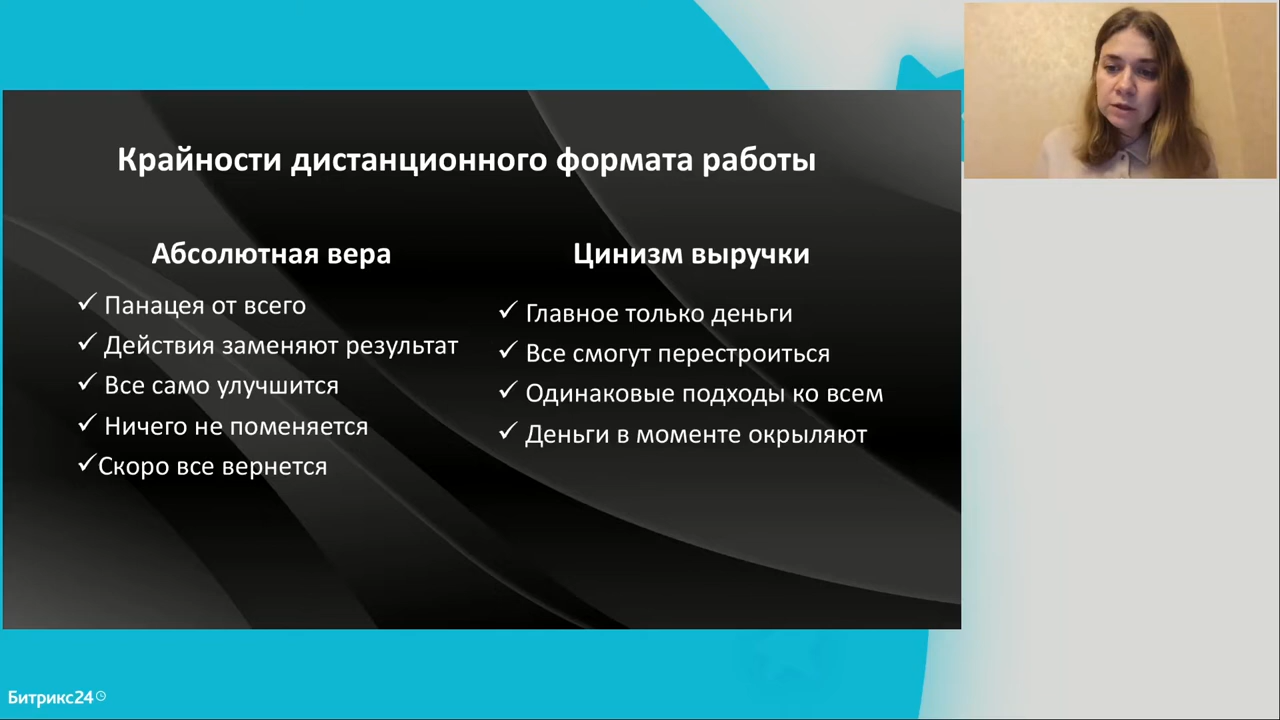 Крайности дистанционного формата работы
Абсолютная вера
✓ Панацея от всего
✓ Действия заменяют результат
✓ Все само улучшится
✓ Ничего не поменяется
✓Скоро все вернется
Цинизм выручки
✓ Главное только деньги
✓ Все смогут перестроиться
✓ Одинаковые подходы ко всем
✓ Деньги в моменте окрыляют
Битрикс24